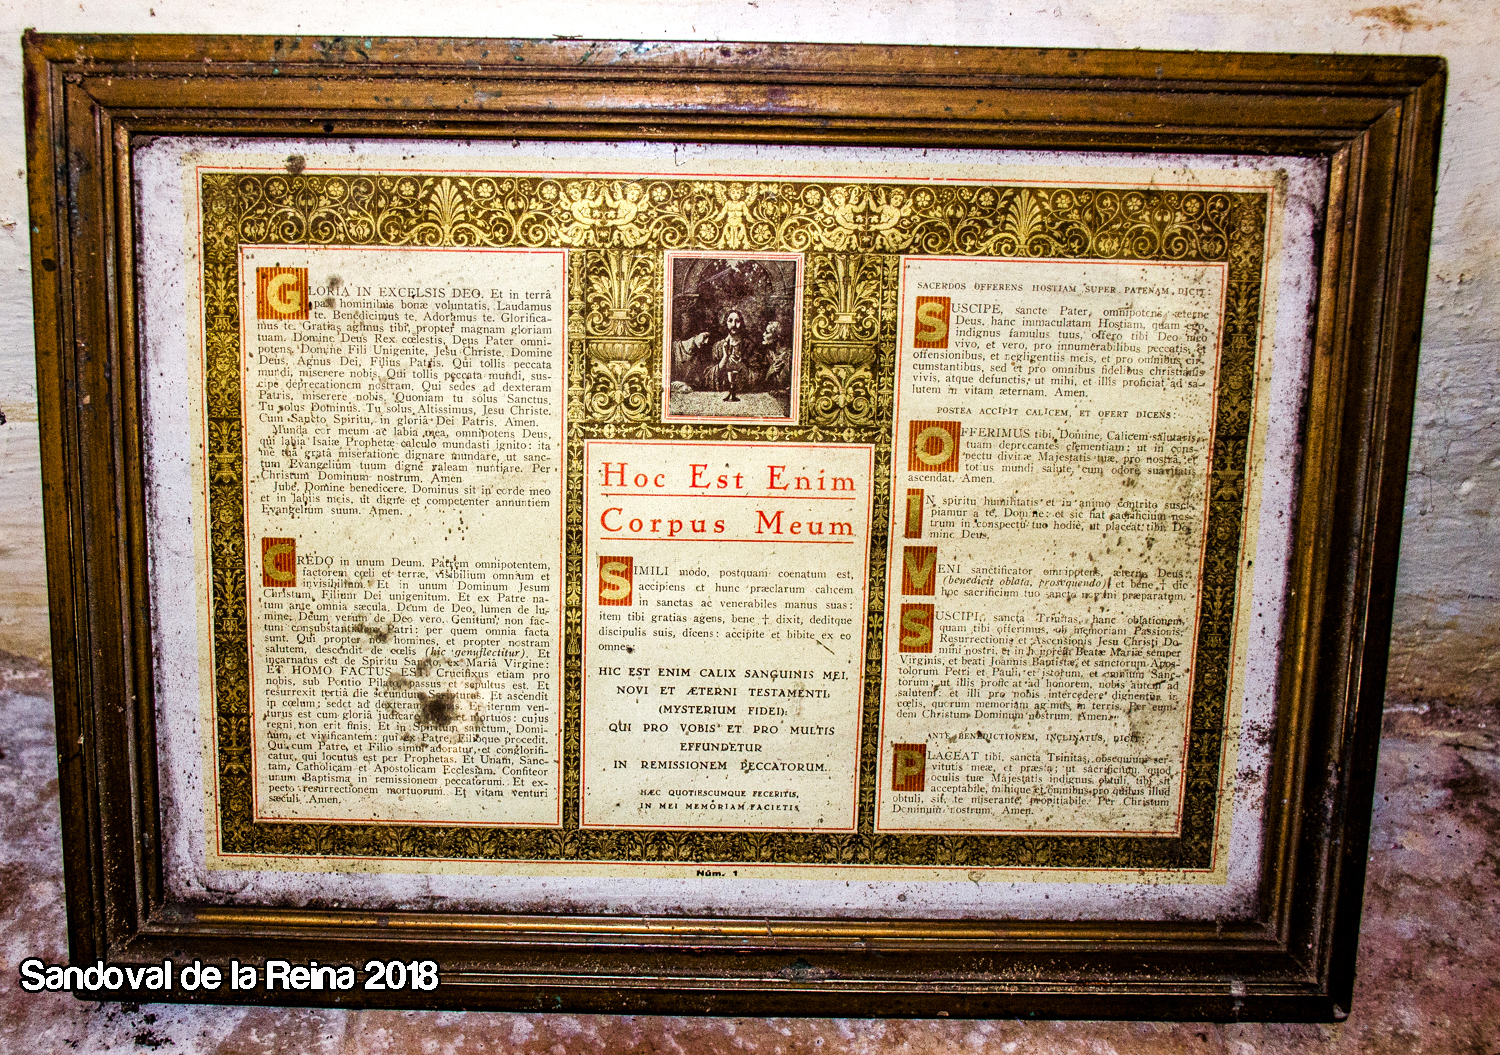 GLORIA IN EXCELSIS DEO. Et in terrâ
pax hominibus bonæ voluntatis. Laudamus
te. Benedicimus te. Adoramus te. Glorifica-
mus te. Gratias agimus tibi, propter magnam gloriam
tuam. Domine Deus Rex cœlestis, Deus Pater omni-
potens. Domine Fili Unigenite, Jesu Christe. Domine
Deus, Agnus Dei, Filius Patris. Qui tollis peccata
mundi, miserere nobis. Qui tollis peccata mundi, sus-
cipe deprecationem nostram. Qui sedes ad dexteram
Patris, miserere nobis. Quoniam tu solus Sanctus,
Tu solus Dominus. Tu solus Altissimus, Jesu Christe.
Cum Sancto Spiritu, in gloriâ Dei Patris. Amen.
Munda cor meum ac labia mea, omnipotens Deus,
qui labia Isaiæ Prophetæ calculo mundasti ignito: ita
me tuâ gratâ miseratione dignare mundare, ut sanc-
tum Evangelium tuum digne valeam nuntiare. Per
Christum Dominum nostrum. Amen
Jube, Domine benedicere. Dominus sit in corde meo
et in labiis meis, ut digne et competenter annuntiem
Evangelium suum. Amen.
CREDO in unum Deum. Patrem omnipotentem,
factorem cœli et terræ, visibilium omnium et
invisibilium. Et in unum Dominum Jesum
Christum, Filium Dei unigenitum. Et ex Patre na-
tum ante omnia sæcula. Deum de Deo, lumen de lu-
mine, Deum verum de Deo vero. Genitum, non fac-
tum consubstantialem Patri: per quem omnia facta
sunt. Qui propter nos homines, et propter nostram
salutem, descendit de cœlis (hic genuflectitur). Et
incarnatus est de Spiritu Sancto ex Mariâ Virgine:
ET HOMO FACTUS EST. Crucifixus etiam pro
nobis, sub Pontio Pilato passus et sepultus est. Et
resurrexit tertiâ die secundum Scripturas. Et ascendit
in cœlum; sedet ad dexteram Patris. Et iterum ven-
turus est cum gloriâ judicare vivos et mortuos: cujus
regni non erit finis. Et in Spiritum sanctum, Domi-
num, et vivificantem: qui ex Patre, Filioque procedit.
Qui cum Patre, et Filio simul adoratur, et conglorifi-
catur, qui locutus est per Prophetas. Et Unam, Sanc-
tam, Catholicam et Apostolicam Ecclesiam. Confiteor
unum Baptisma in remissionem peccatorum. Et ex-
pecto resurrectionem mortuorum. Et vitam venturi
sæculi. Amen.
Hoc Est Enim
Corpus Meum
SIMILI modo, postquam coenatum est,
accipiens et hunc præclarum calicem
in sanctas ac venerabiles manus suas:
item tibi gratias agens, bene † dixit, deditque
discipulis suis, dicens: accipite et bibite ex eo
omnes:
HIC EST ENIM CALIX SANGUINIS MEI,
NOVI ET ÆTERNI TESTAMENTI,
(MYSTERIUM FIDEI):
QUI PRO VOBIS ET PRO MULTIS
EFFUNDETUR
IN REMISSIONEM PECCATORUM.
HÆC QUOTIESCUMQUE FECERITIS,
IN MEI MEMORIAM FACIETIS
SACERDOS OFFERENS HOSTIAM SUPER PATENAM, DICIT:
SUSCIPE, sancte Pater, omnipotens æterne
Deus, hanc immaculatam Hostiam, quam ego,
indignus famulus tuus, offero tibi Deo meo
vivo, et vero, pro innumerabilibus peccatis, et
offensionibus, et negligentiis meis, et pro omnibus cir-
cumstantibus, sed et pro omnibus fidelibus christianis
vivis, atque defunctis; ut mihi, et illis proficiat ad sa-
lutem in vitam æternam. Amen.
POSTEA ACCIPIT CALICEM, ET OFERT DICENS:
OFFERIMUS tibi, Domine, Calicem salutaris,
tuam deprecantes clementiam; ut in cons-
pectu divinæ Majestatis tuæ, pro nostra, et
totius mundi salute, cum odore suavitatis
ascendat. Amen.
IN spiritu humilitatis et in animo contrito susci-
piamur a te, Domine: et sic fiat sacrificium nos-
trum in conspectu tuo hodie, ut placeat tibi, Do-
mine Deus.
VENI sanctificator omnipotens, æterne Deus:
(benedicit oblata, prosequendo) et bene † dic
hoc sacrificium tuo sancto nomini præparatum.
SUSCIPE, sancta Trinitas, hanc oblationem,
quam tibi offerimus, ob memoriam Passionis,
Resurrectionis et Ascensionis Jesu Christi Do-
mini nostri, et in honorem Beatæ Mariæ semper
Virginis, et beati Joannis Baptistæ, et sanctorum Apos-
tolorum Petri et Pauli, et istorum, et omnium Sanc-
torum; ut illis proficiat ad honorem, nobis autem ad
salutem: et illi pro nobis intercedere dignentur in
cœlis, quorum memoriam agimus in terris. Per eum-
dem Christum Dominum nostrum. Amen.
ANTE BENEDICTIONEM, INCLINATUS, DICIT:
PLACEAT tibi, sancta Trinitas, obsequium ser-
vitutis meæ, et præsta; ut sacrificium quod
oculis tuæ Majestatis indignus obtuli, tibi sit
acceptabile, mihique et omnibus pro quibus illud
obtuli, sit, te miserante, propitiabile. Per Christum
Dominum nostrum. Amen.
Núm. 1
Sandoval de la Reina 2018